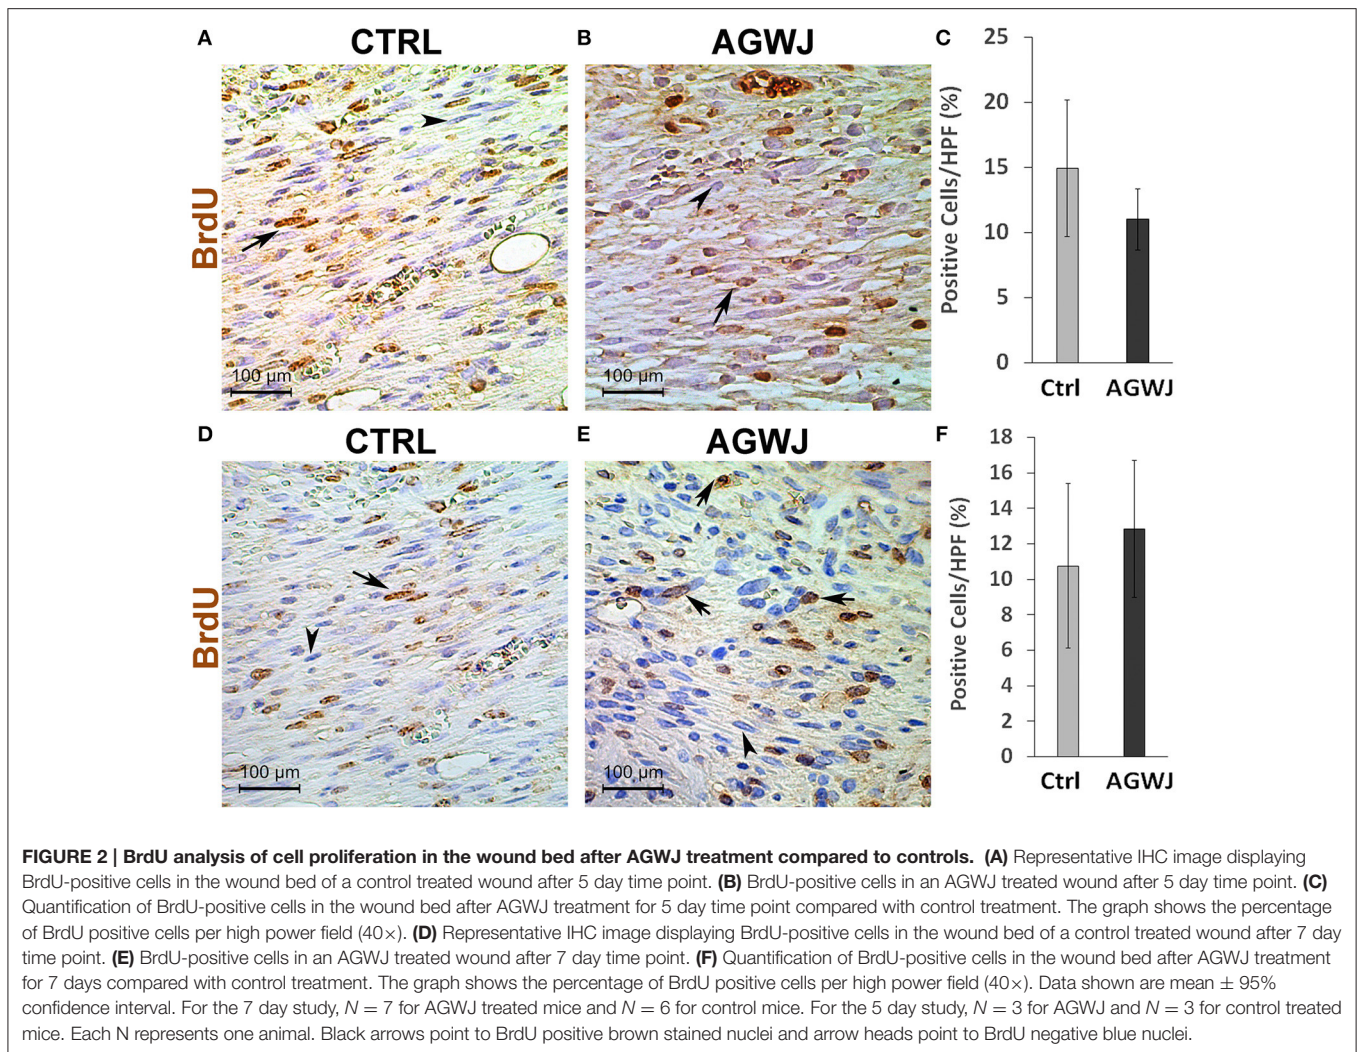 A CTRL B AGWJ C
BrdU
100 µm
100 µm
25
20
15
10
5
0
Positive Cells/HPF (%)
Ctrl AGWJ
D CTRL E AGWJ F
BrdU
100 µm
100 µm
18
16
14
12
10
8
6
4
2
0
Positive Cells/HPF (%)
Ctrl AGWJ
FIGURE 2 | BrdU analysis of cell proliferation in the wound bed after AGWJ treatment compared to controls. (A) Representative IHC image displaying
BrdU-positive cells in the wound bed of a control treated wound after 5 day time point. (B) BrdU-positive cells in an AGWJ treated wound after 5 day time point. (C)
Quantification of BrdU-positive cells in the wound bed after AGWJ treatment for 5 day time point compared with control treatment. The graph shows the percentage
of BrdU positive cells per high power field (40×). (D) Representative IHC image displaying BrdU-positive cells in the wound bed of a control treated wound after 7 day
time point. (E) BrdU-positive cells in an AGWJ treated wound after 7 day time point. (F) Quantification of BrdU-positive cells in the wound bed after AGWJ treatment
for 7 days compared with control treatment. The graph shows the percentage of BrdU positive cells per high power field (40×). Data shown are mean ± 95%
confidence interval. For the 7 day study, N = 7 for AGWJ treated mice and N = 6 for control mice. For the 5 day study, N = 3 for AGWJ and N = 3 for control treated
mice. Each N represents one animal. Black arrows point to BrdU positive brown stained nuclei and arrow heads point to BrdU negative blue nuclei.